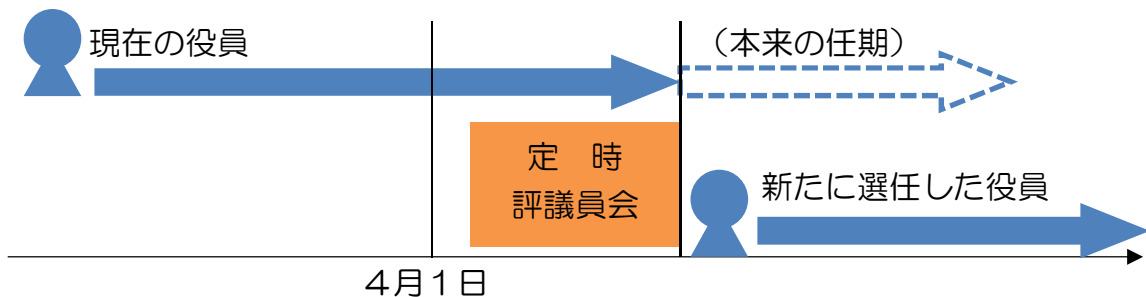 現在の役員
（本来の任期）
定　時
評議員会
新たに選任した役員
４月１日